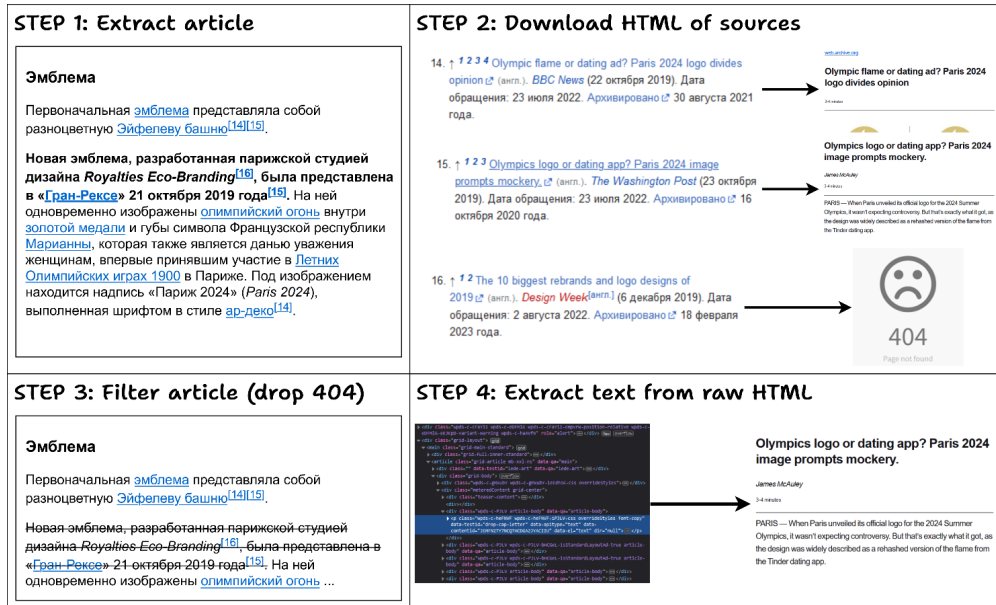 STEP 1: Extract article
Эмблема
Первоначальная эмблема представляла собой
разноцветную Эйфелеву башню[14][15].
Новая эмблема, разработанная парижской студией
дизайна Royalties Eco-Branding[16], была представлена
в «Гран-Рексе» 21 октября 2019 года[15]. На ней
одновременно изображены олимпийский огонь внутри
золотой медали и губы символа Французской республики
Марианны, которая также является данью уважения
женщинам, впервые принявшим участие в Летних
Олимпийских играх 1900 в Париже. Под изображением
находится надпись «Париж 2024» (Paris 2024),
выполненная шрифтом в стиле ар-деко[14].
STEP 2: Download HTML of sources
14. ↑ 1 2 3 4 Olympic flame or dating ad? Paris 2024 logo divides
opinion (англ.). BBC News (22 октября 2019). Дата
обращения: 23 июля 2022. Архивировано 30 августа 2021
года.
web.archive.org
Olympic flame or dating ad? Paris 2024
logo divides opinion
3-4 minutes
15. ↑ 1 2 3 Olympics logo or dating app? Paris 2024 image
prompts mockery. (англ.). The Washington Post (23 октября
2019). Дата обращения: 23 июля 2022. Архивировано 16
октября 2020 года.
Olympics logo or dating app? Paris 2024
image prompts mockery.
James McAuley
3-4 minutes
PARIS — When Paris unveiled its official logo for the 2024 Summer
Olympics, it wasn't expecting controversy. But that's exactly what it got, as
the design was widely described as a rehashed version of the flame from
the Tinder dating app.
16. ↑ 1 2 The 10 biggest rebrands and logo designs of
2019 (англ.). Design Week[англ.] (6 декабря 2019). Дата
обращения: 2 августа 2022. Архивировано 18 февраля
2023 года.
404
Page not found
STEP 3: Filter article (drop 404)
Эмблема
Первоначальная эмблема представляла собой
разноцветную Эйфелеву башню[14][15].
Новая эмблема, разработанная парижской студией
дизайна Royalties Eco-Branding[16], была представлена в
«Гран-Рексе» 21 октября 2019 года[15]. На ней
одновременно изображены олимпийский огонь ...
STEP 4: Extract text from raw HTML
Olympics logo or dating app? Paris 2024
image prompts mockery.
James McAuley
3-4 minutes
PARIS — When Paris unveiled its official logo for the 2024 Summer
Olympics, it wasn't expecting controversy. But that's exactly what it got, as
the design was widely described as a rehashed version of the flame from
the Tinder dating app.